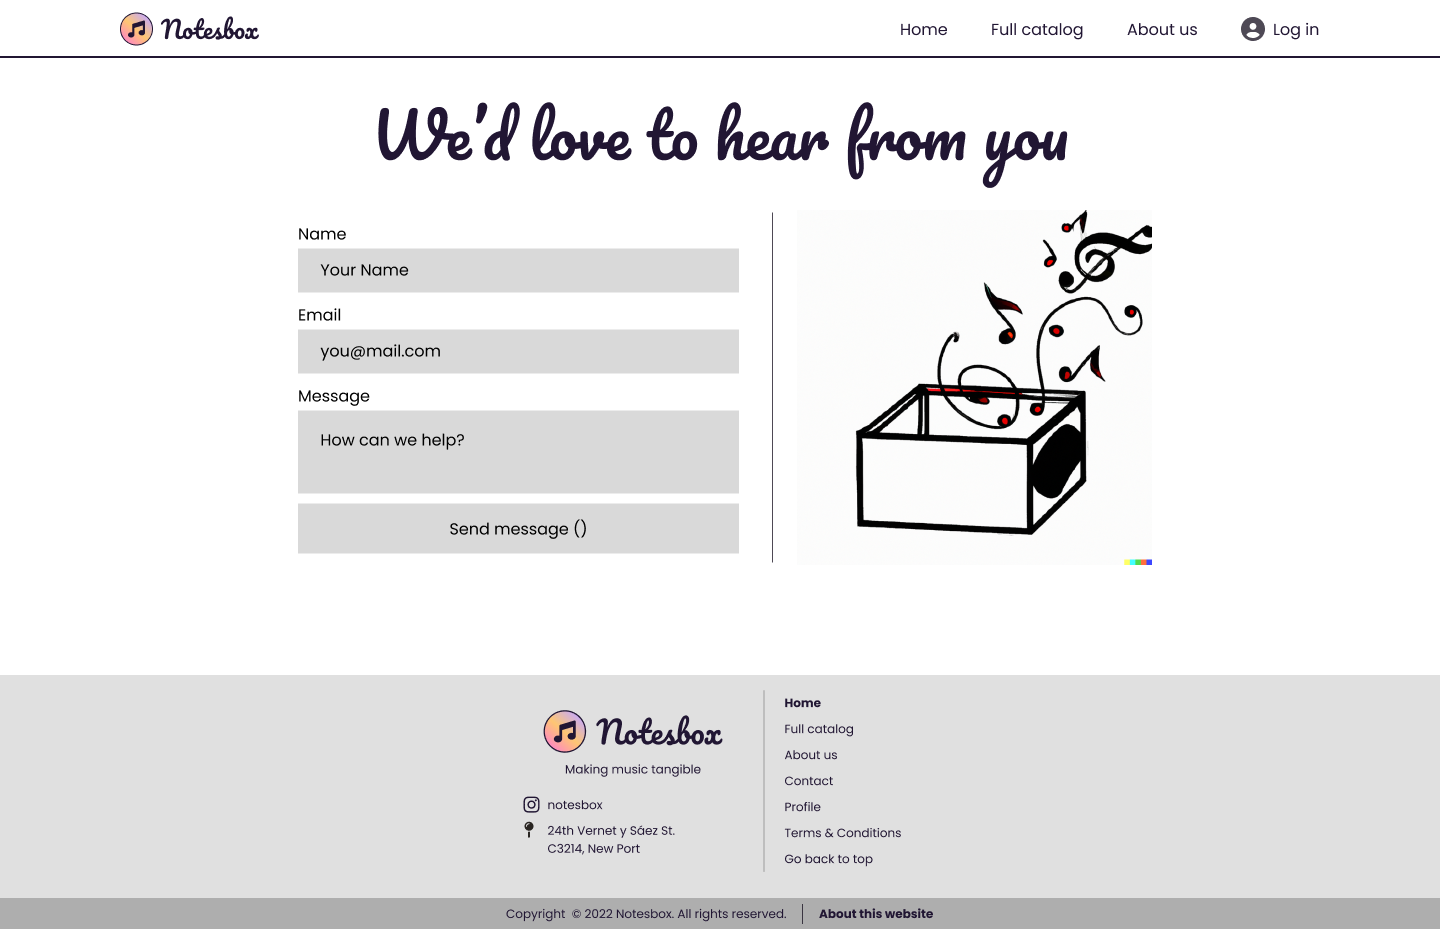 Notesbox
Home
Full catalog
About us
Log in
We'd love to hear from you
Name
Your Name
Email
you@mail.com
Message
How can we help?
Send message ()
Notesbox
Making music tangible
notesbox
24th Vernet y Sáez St.
C3214, New Port
Home
Full catalog
About us
Contact
Profile
Terms & Conditions
Go back to top
Copyright © 2022 Notesbox. All rights reserved.
About this website